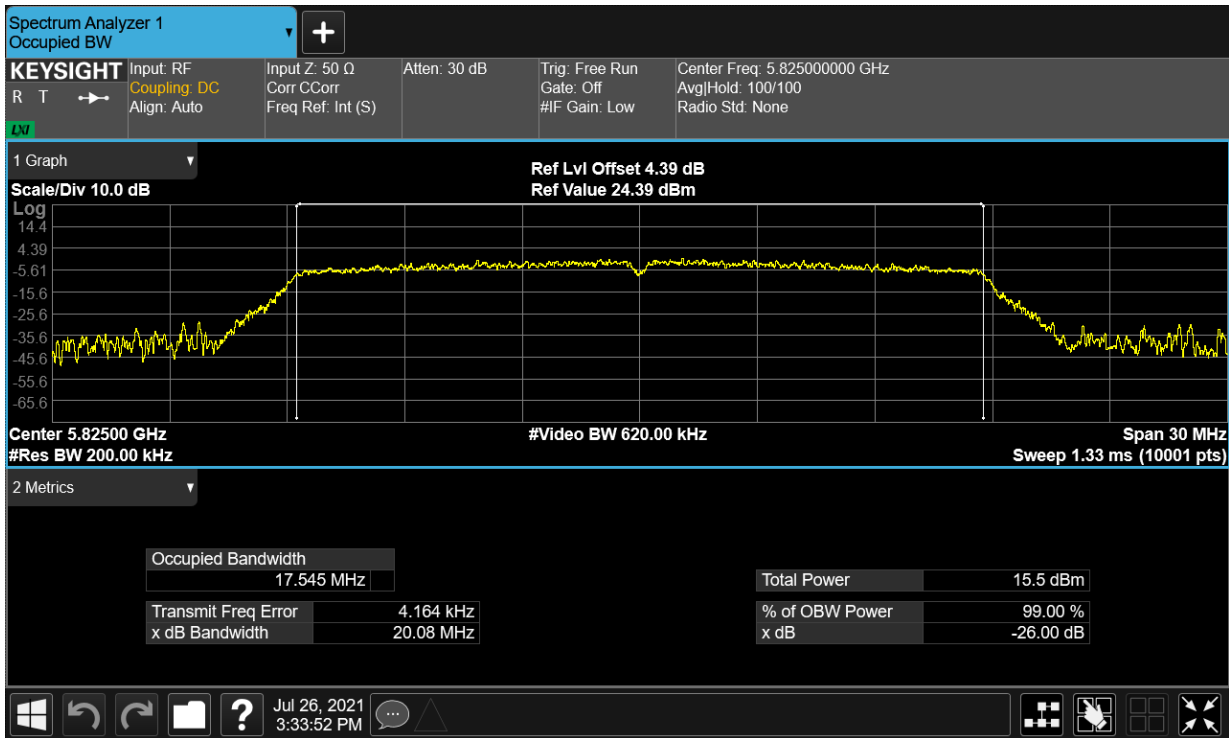 Spectrum Analyzer 1
Occupied BW
KEYSIGHT
R T
LXI
Input: RF
Coupling: DC
Align: Auto
Input Z: 50 Ω
Corr CCorr
Freq Ref: Int (S)
Atten: 30 dB
Trig: Free Run
Gate: Off
#IF Gain: Low
Center Freq: 5.825000000 GHz
Avg|Hold: 100/100
Radio Std: None
1 Graph
Ref Lvl Offset 4.39 dB
Scale/Div 10.0 dB
Ref Value 24.39 dBm
Log
14.4
4.39
-5.61
-15.6
-25.6
-35.6
-45.6
-55.6
-65.6
Center 5.82500 GHz
#Video BW 620.00 kHz
Span 30 MHz
#Res BW 200.00 kHz
Sweep 1.33 ms (10001 pts)
2 Metrics
Occupied Bandwidth
17.545 MHz
Total Power 15.5 dBm
Transmit Freq Error 4.164 kHz
% of OBW Power 99.00 %
x dB Bandwidth 20.08 MHz
x dB -26.00 dB
?
Jul 26, 2021
3:33:52 PM